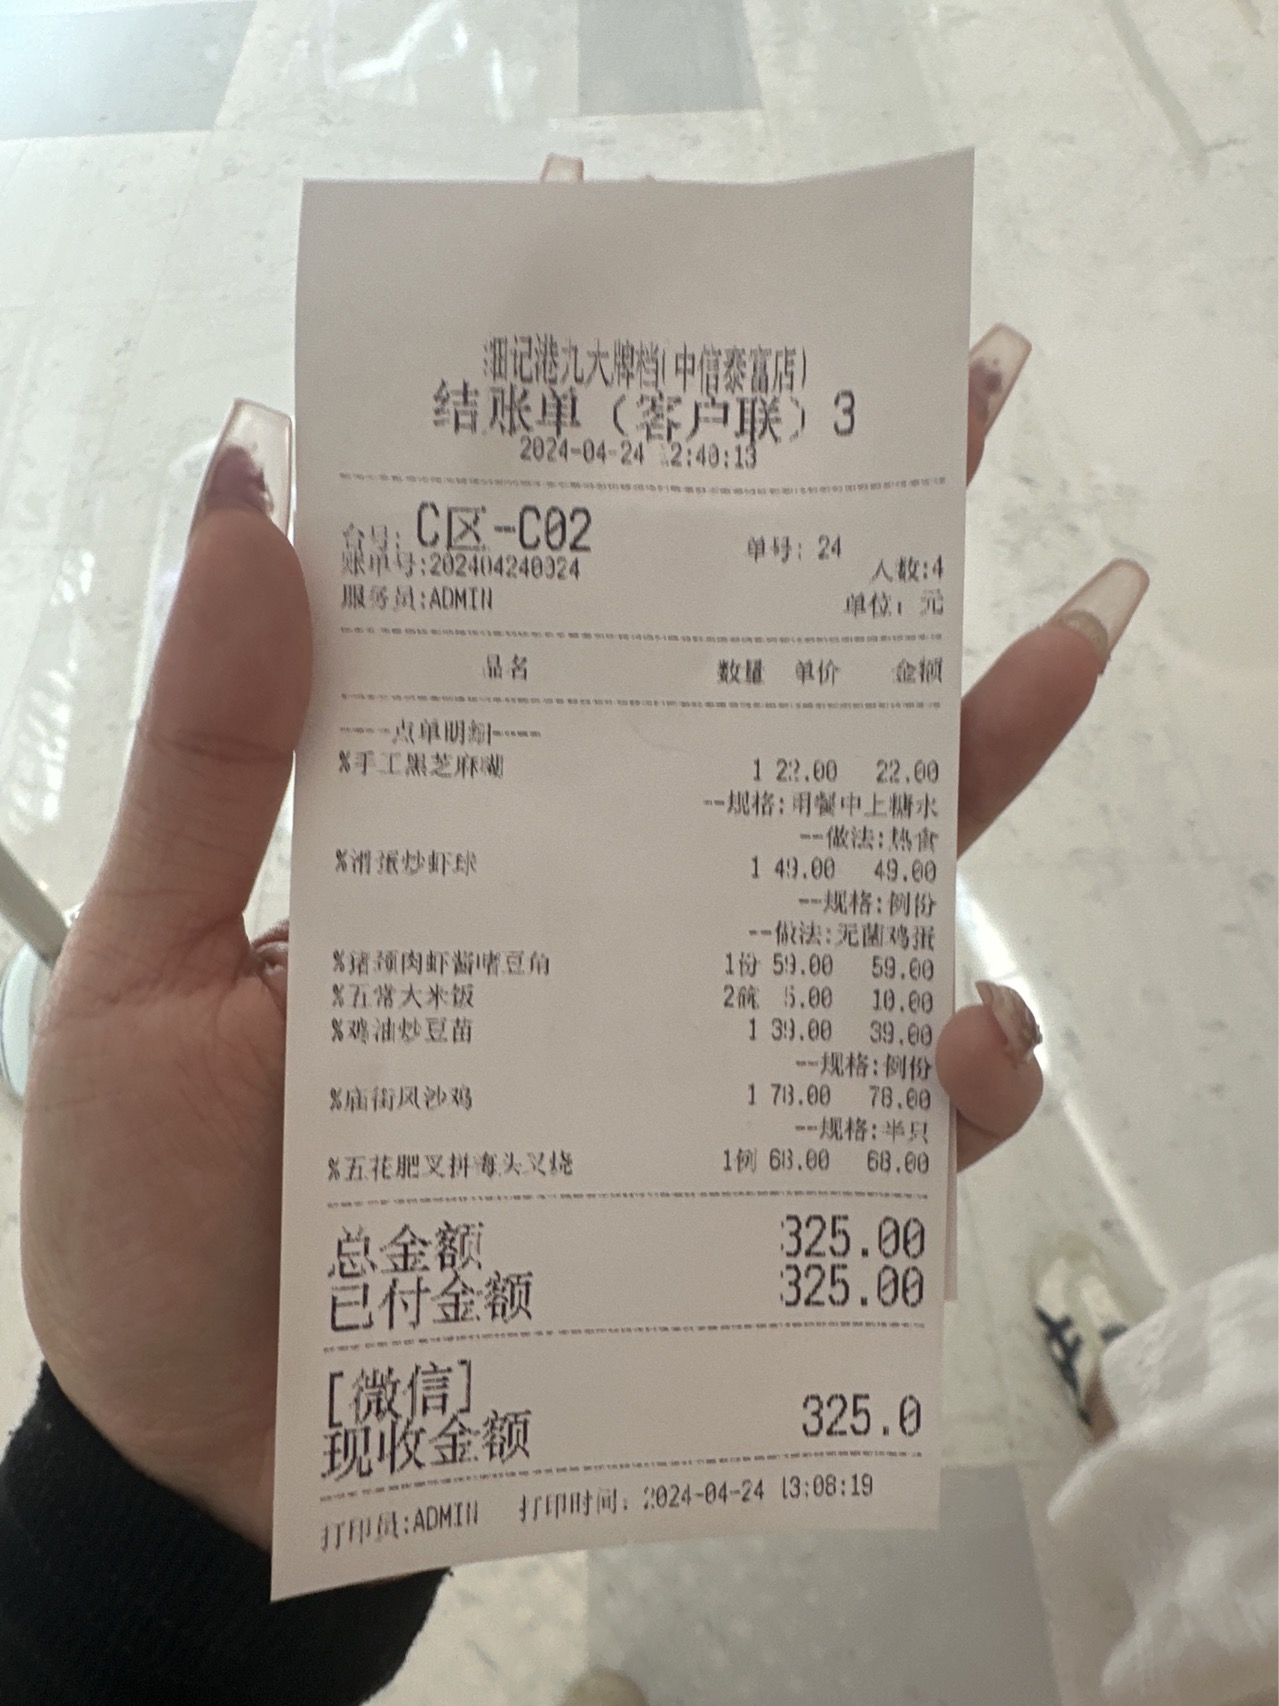 细记港九大牌档(中信泰富店)
结账单（客户联）3
2024-04-24 12:40:13
台号: C区-C02 单号: 24
账单号:202404240024 人数:4
服务员:ADMIN 单位: 元
品名 数量 单价 金额
----点单明细----
%手工黑芝麻糊 1 22.00 22.00
--规格:用餐中上糖水
--做法:热食
%滑蛋炒虾球 1 49.00 49.00
--规格:例份
--做法:无菌鸡蛋
%猪颈肉虾酱啫豆角 1份 59.00 59.00
%五常大米饭 2碗 5.00 10.00
%鸡油炒豆苗 1 39.00 39.00
--规格:例份
%庙街风沙鸡 1 78.00 78.00
--规格:半只
%五花肥叉拼梅头叉烧 1例 68.00 68.00
总金额 325.00
已付金额 325.00
[微信]
现收金额 325.0
打印员:ADMIN 打印时间: 2024-04-24 13:08:19